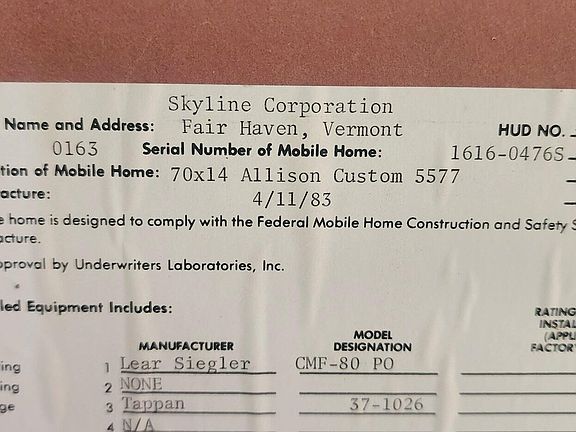 Skyline Corporation
Name and Address: Fair Haven, Vermont HUD NO.
0163 Serial Number of Mobile Home: 1616-0476S
tion of Mobile Home: 70x14 Allison Custom 5577
acture: 4/11/83
e home is designed to comply with the Federal Mobile Home Construction and Safety S
acture.
pproval by Underwriters Laboratories, Inc.
led Equipment Includes:
RATING
INSTAL
(APPL
FACTOR
MANUFACTURER MODEL DESIGNATION
ing 1 Lear Siegler CMF-80 PO
ing 2 NONE
ge 3 Tappan 37-1026
4 N/A